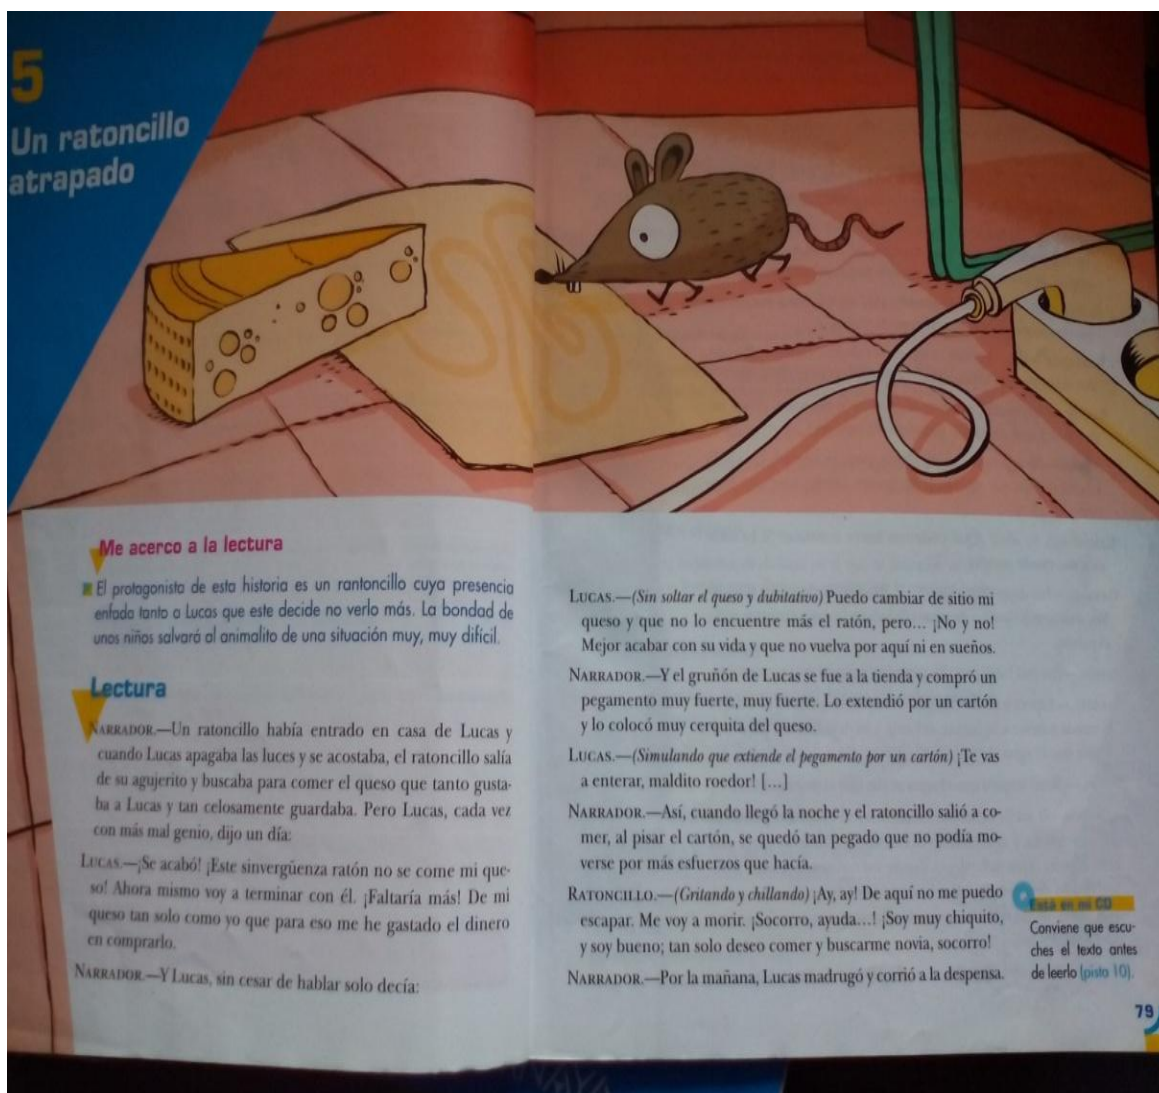 5
Un ratoncillo
atrapado
Me acerco a la lectura
El protagonista de esta historia es un rantoncillo cuya presencia
enfada tanto a Lucas que este decide no verlo más. La bondad de
unos niños salvará al animalito de una situación muy, muy difícil.
Lectura
NARRADOR.—Un ratoncillo había entrado en casa de Lucas y
cuando Lucas apagaba las luces y se acostaba, el ratoncillo salía
de su agujerito y buscaba para comer el queso que tanto gusta-
ba a Lucas y tan celosamente guardaba. Pero Lucas, cada vez
con más mal genio, dijo un día:
LUCAS.—¡Se acabó! ¡Este sinvergüenza ratón no se come mi que-
so! Ahora mismo voy a terminar con él. ¡Faltaría más! De mi
queso tan solo como yo que para eso me he gastado el dinero
en comprarlo.
NARRADOR.—Y Lucas, sin cesar de hablar solo decía:
LUCAS.—(Sin soltar el queso y dubitativo) Puedo cambiar de sitio mi
queso y que no lo encuentre más el ratón, pero... ¡No y no!
Mejor acabar con su vida y que no vuelva por aquí ni en sueños.
NARRADOR.—Y el gruñón de Lucas se fue a la tienda y compró un
pegamento muy fuerte, muy fuerte. Lo extendió por un cartón
y lo colocó muy cerquita del queso.
LUCAS.—(Simulando que extiende el pegamento por un cartón) ¡Te vas
a enterar, maldito roedor! [...]
NARRADOR.—Así, cuando llegó la noche y el ratoncillo salió a co-
mer, al pisar el cartón, se quedó tan pegado que no podía mo-
verse por más esfuerzos que hacía.
RATONCILLO.—(Gritando y chillando) ¡Ay, ay! De aquí no me puedo
escapar. Me voy a morir. ¡Socorro, ayuda...! ¡Soy muy chiquito,
y soy bueno; tan solo deseo comer y buscarme novia, socorro!
NARRADOR.—Por la mañana, Lucas madrugó y corrió a la despensa.
Está en mi CD
Conviene que escu-
ches el texto antes
de leerlo (pista 10).
79
ANAYA